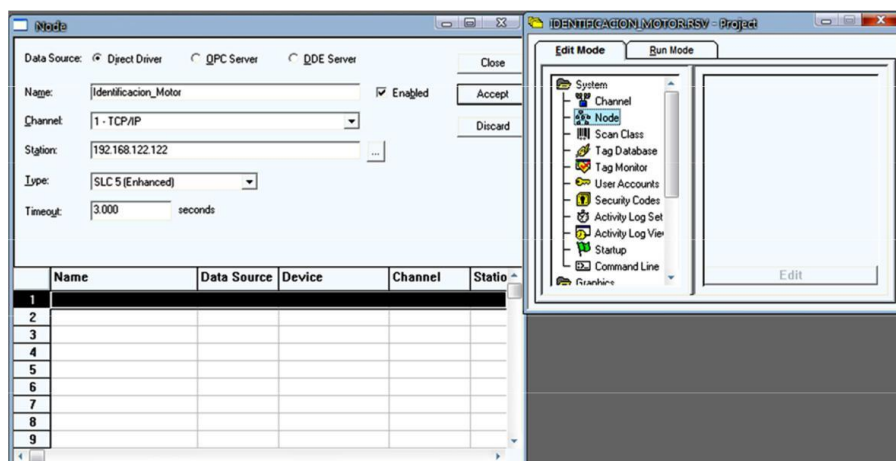 Node
Data Source: Direct Driver OPC Server DDE Server Close
Name: Identificacion_Motor Enabled Accept
Channel: 1 - TCP/IP Discard
Station: 192.168.122.122 ...
Type: SLC 5 (Enhanced)
Timeout: 3.000 seconds
Name Data Source Device Channel Statio
1
2
3
4
5
6
7
8
9
IDENTIFICACION_MOTOR.RSV - Project
Edit Mode Run Mode
System
Channel
Node
Scan Class
Tag Database
Tag Monitor
User Accounts
Security Codes
Activity Log Set
Activity Log Vie
Startup
Command Line
Graphics
Edit